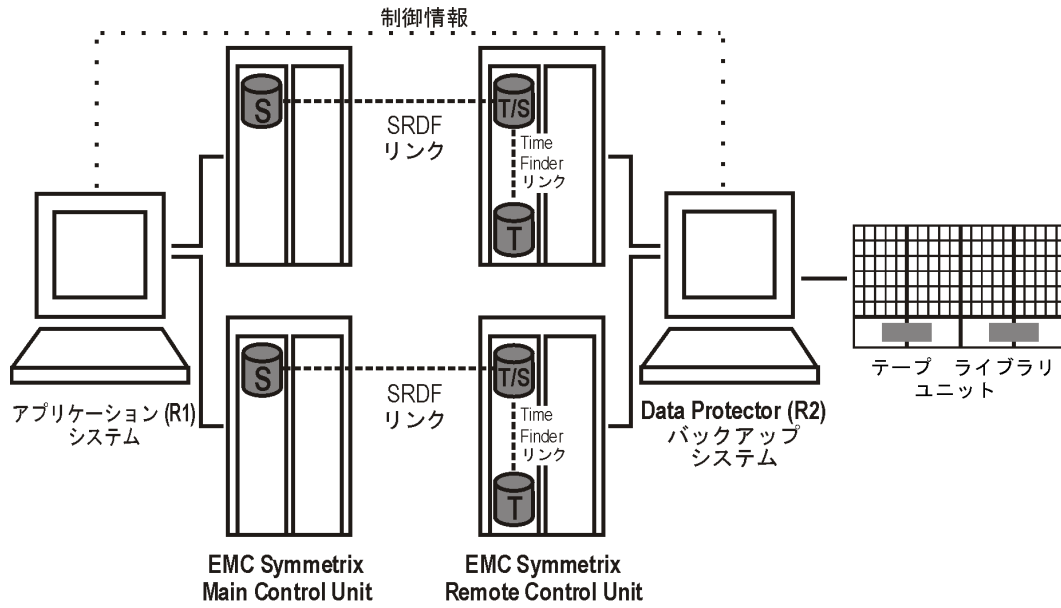 制御情報
S
T/S
SRDF
リンク
Time
Finder
リンク
T
S
T/S
SRDF
リンク
Time
Finder
リンク
T
アプリケーション (R1)
システム
Data Protector (R2)
バックアップ
システム
テープ ライブラリ
ユニット
EMC Symmetrix
Main Control Unit
EMC Symmetrix
Remote Control Unit